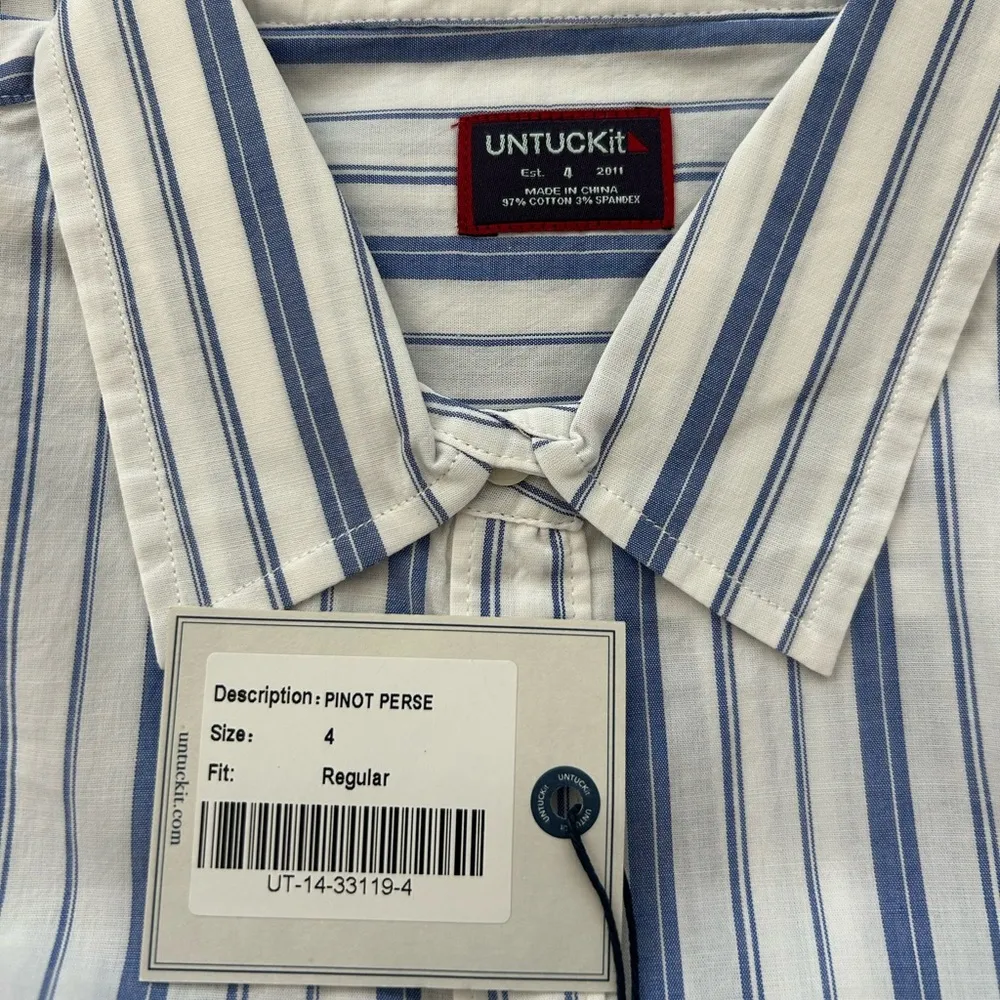 UNTUCKit
Est. 4 2011
MADE IN CHINA
97% COTTON 3% SPANDEX
Description: PINOT PERSE
Size: 4
Fit: Regular
UT-14-33119-4
untuckit.com
UNTUCKit
UNTUCKit